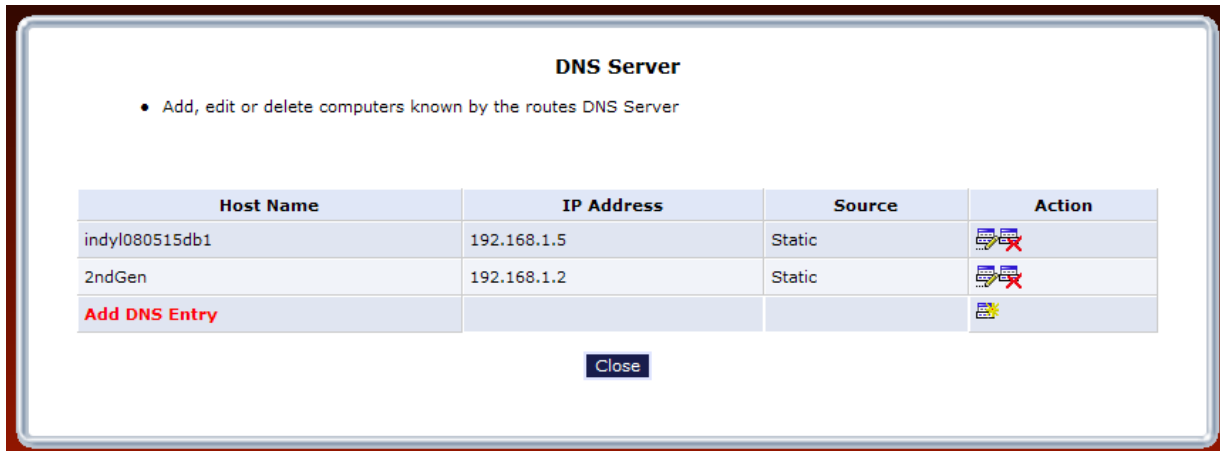 DNS Server
• Add, edit or delete computers known by the routes DNS Server
Host Name IP Address Source Action
indyl080515db1 192.168.1.5 Static
2ndGen 192.168.1.2 Static
Add DNS Entry
Close